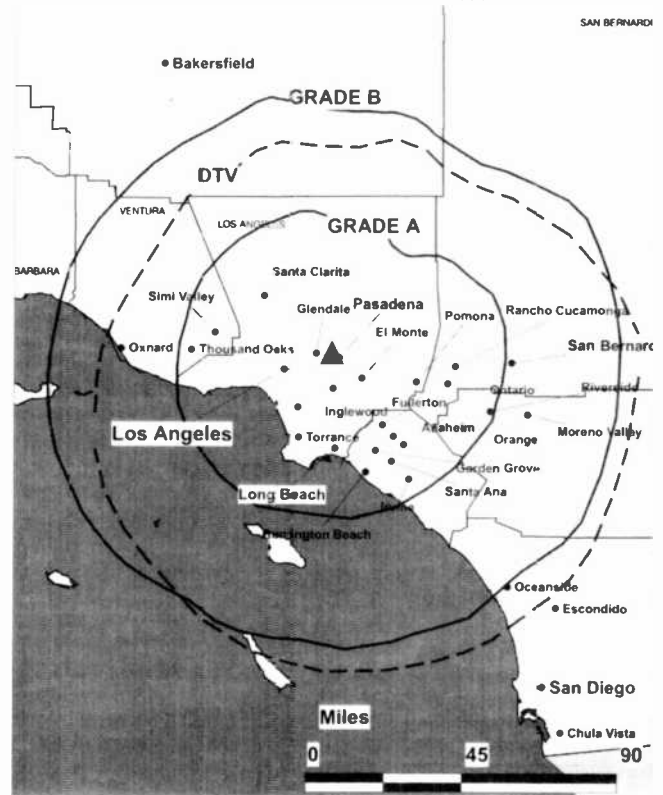 SAN BERNARDI
Bakersfield
GRADE B
DTV
VENTURA
LOS ANGELES
GRADE A
BARBARA
Santa Clarita
Simi Valley
Glendale
Pasadena
Pomona
Rancho Cucamonga
El Monte
Oxnard
Thousand Oaks
San Bernard
Ontario
Riverside
Fullerton
Inglewood
Los Angeles
Torrance
Anaheim
Orange
Moreno Valley
Garden Grove
Long Beach
Santa Ana
Huntington Beach
Oceanside
Escondido
San Diego
Miles
Chula Vista
0 45 90